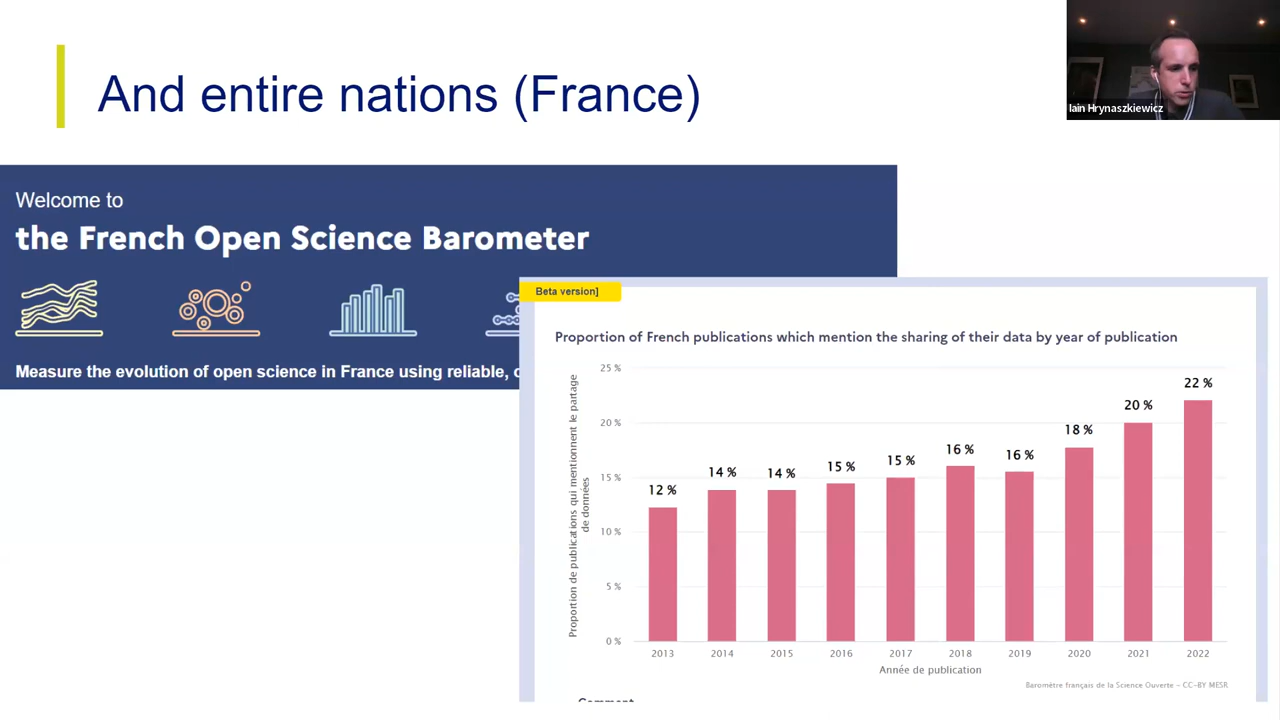 And entire nations (France)
Iain Hrynaszkiewicz
Welcome to
the French Open Science Barometer
Measure the evolution of open science in France using reliable,
Beta version]
Proportion of French publications which mention the sharing of their data by year of publication
Proportion de publications qui mentionnent le partage
de données
25 %
20 %
15 %
10 %
5 %
0 %
12 %
14 %
14 %
15 %
15 %
16 %
16 %
18 %
20 %
22 %
2013 2014 2015 2016 2017 2018 2019 2020 2021 2022
Année de publication
Baromètre français de la Science Ouverte - CC-BY MESR
Comment